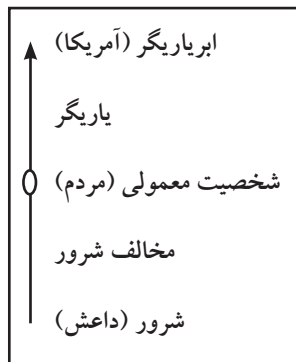 ابریاریگر (آمریکا)
یاریگر
شخصیت معمولی (مردم)
مخالف شرور
شرور (داعش)